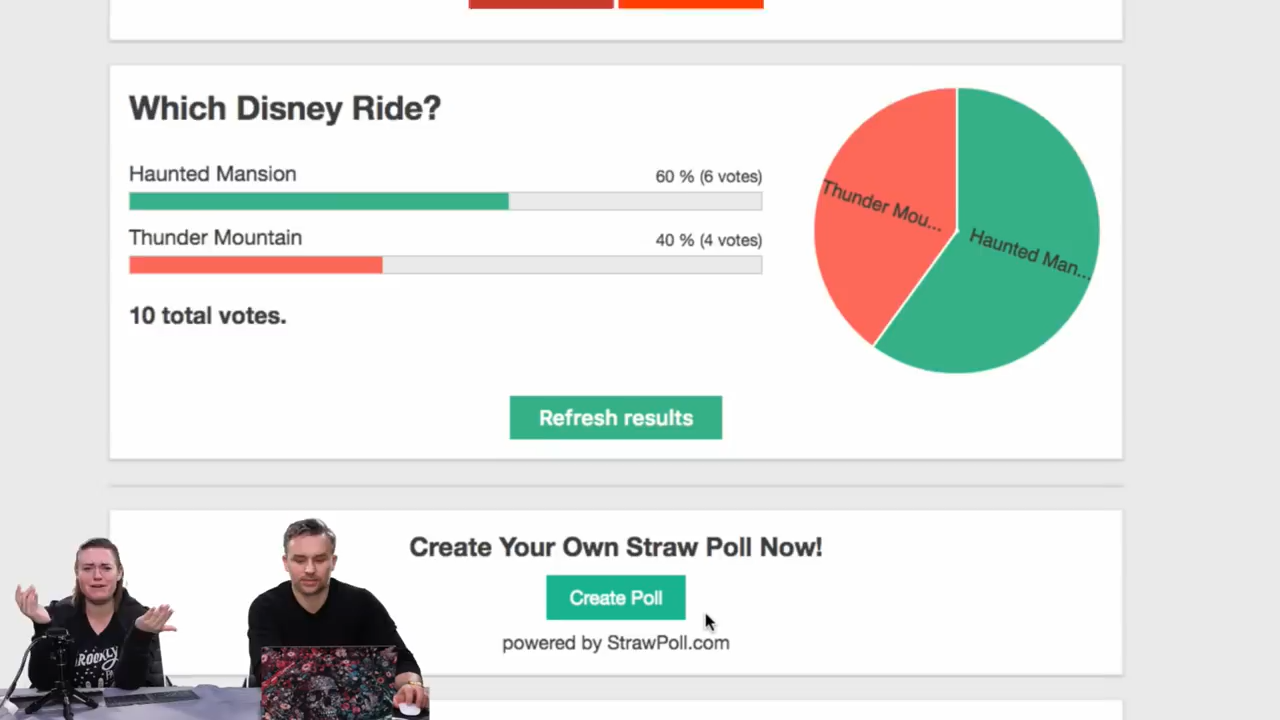 Which Disney Ride?
Haunted Mansion
60 % (6 votes)
Thunder Mountain
40 % (4 votes)
10 total votes.
Thunder Mou...
Haunted Man...
Refresh results
Create Your Own Straw Poll Now!
Create Poll
powered by StrawPoll.com
BROOKLYN